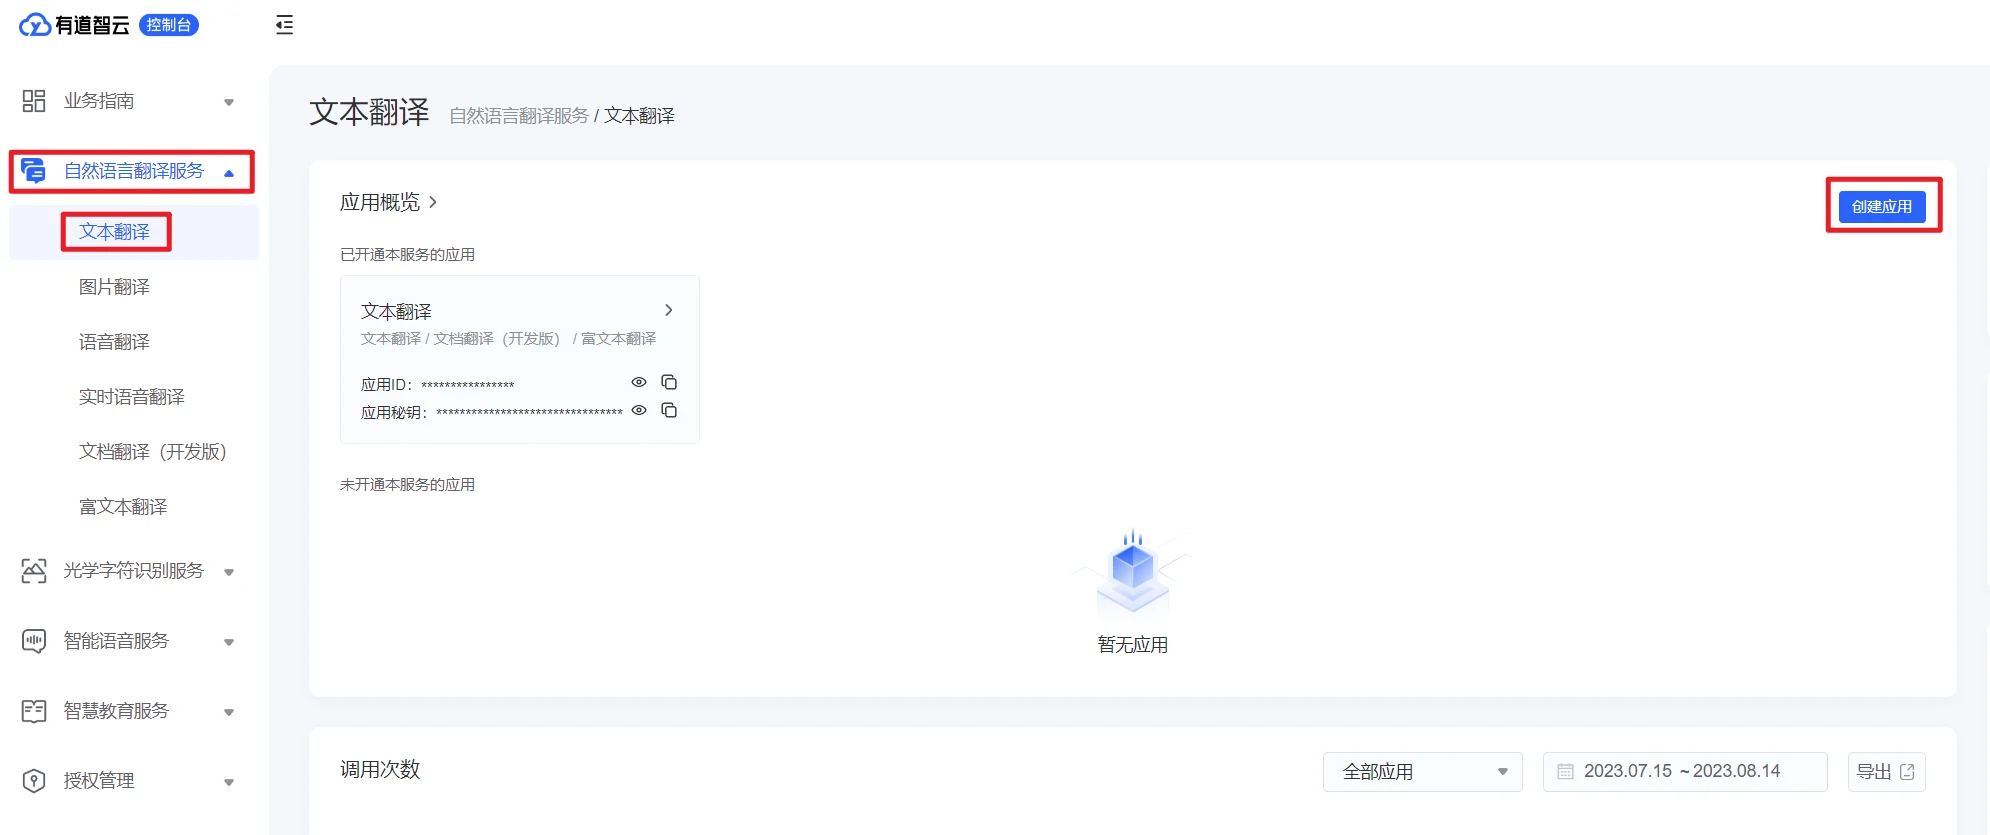 有道智云 控制台
业务指南
自然语言翻译服务
文本翻译
图片翻译
语音翻译
实时语音翻译
文档翻译（开发版）
富文本翻译
光学字符识别服务
智能语音服务
智慧教育服务
授权管理
文本翻译 自然语言翻译服务 / 文本翻译
应用概览
创建应用
已开通本服务的应用
文本翻译
文本翻译 / 文档翻译（开发版） / 富文本翻译
应用ID： ****************
应用秘钥： ********************************
未开通本服务的应用
暂无应用
调用次数
全部应用
2023.07.15 ~ 2023.08.14
导出